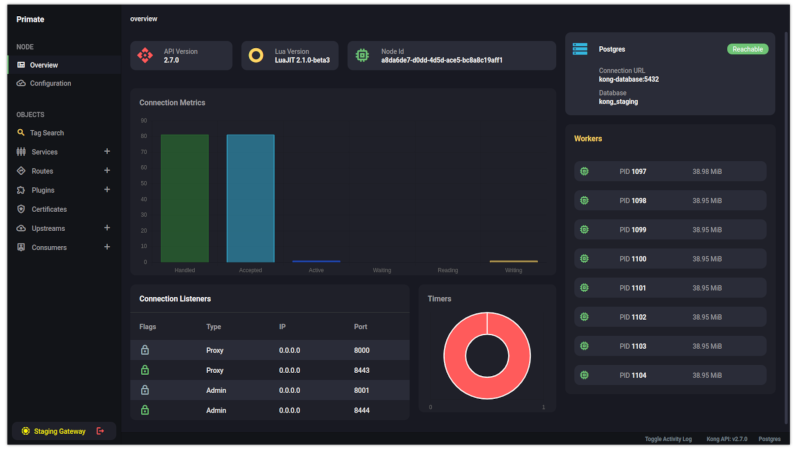 Primate
overview
NODE
Overview
Configuration
OBJECTS
Tag Search
Services +
Routes +
Plugins +
Certificates
Upstreams +
Consumers +
Staging Gateway
API Version
2.7.0
Lua Version
LuaJIT 2.1.0-beta3
Node Id
a8da6de7-d0dd-4d5d-ace5-bc8a8c19aff1
Connection Metrics
90
80
70
60
50
40
30
20
10
0
Handled Accepted Active Waiting Reading Writing
Connection Listeners
Flags Type IP Port
Proxy 0.0.0.0 8000
Proxy 0.0.0.0 8443
Admin 0.0.0.0 8001
Admin 0.0.0.0 8444
Timers
0 1
Postgres Reachable
Connection URL
kong-database:5432
Database
kong_staging
Workers
PID 1097 38.98 MiB
PID 1098 38.95 MiB
PID 1099 38.95 MiB
PID 1100 38.95 MiB
PID 1101 38.95 MiB
PID 1102 38.95 MiB
PID 1103 38.95 MiB
PID 1104 38.95 MiB
Toggle Activity Log Kong API: v2.7.0 Postgres